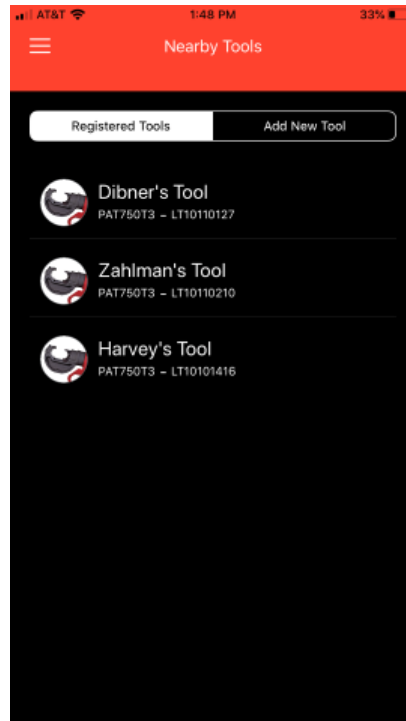 AT&T 1:48 PM 33%
Nearby Tools
Registered Tools Add New Tool
Dibner's Tool
PAT750T3 – LT10110127
Zahlman's Tool
PAT750T3 – LT10110210
Harvey's Tool
PAT750T3 – LT10101416